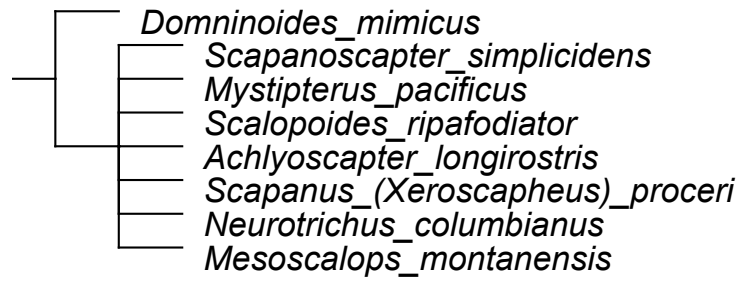 Domninoides_mimicus
Scapanoscapter_simplicidens
Mystipterus_pacificus
Scalopoides_ripafodiator
Achlyoscapter_longirostris
Scapanus_(Xeroscapheus)_proceri
Neurotrichus_columbianus
Mesoscalops_montanensis